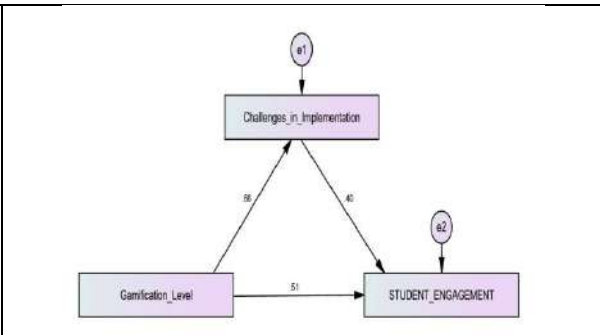 e1
Challenges_in_Implementation
.40
e2
Gamification_Level
.51
STUDENT_ENGAGEMENT